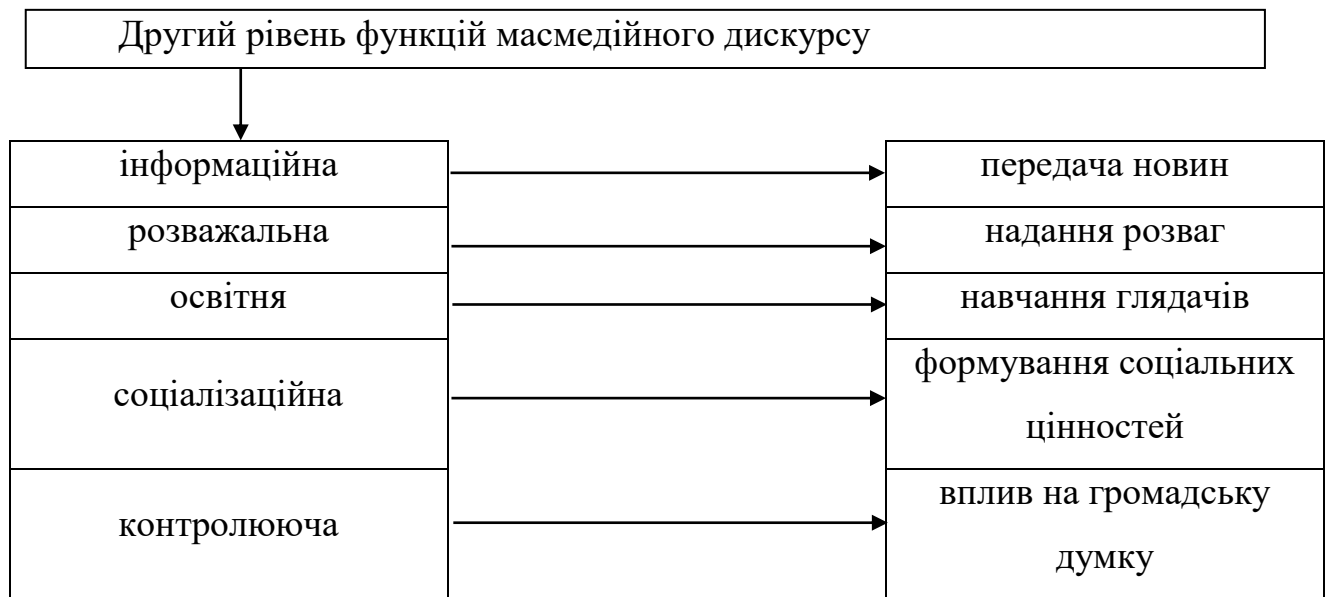 Другий рівень функцій масмедійного дискурсу
інформаційна
передача новин
розважальна
надання розваг
освітня
навчання глядачів
соціалізаційна
формування соціальних
цінностей
контролююча
вплив на громадську
думку